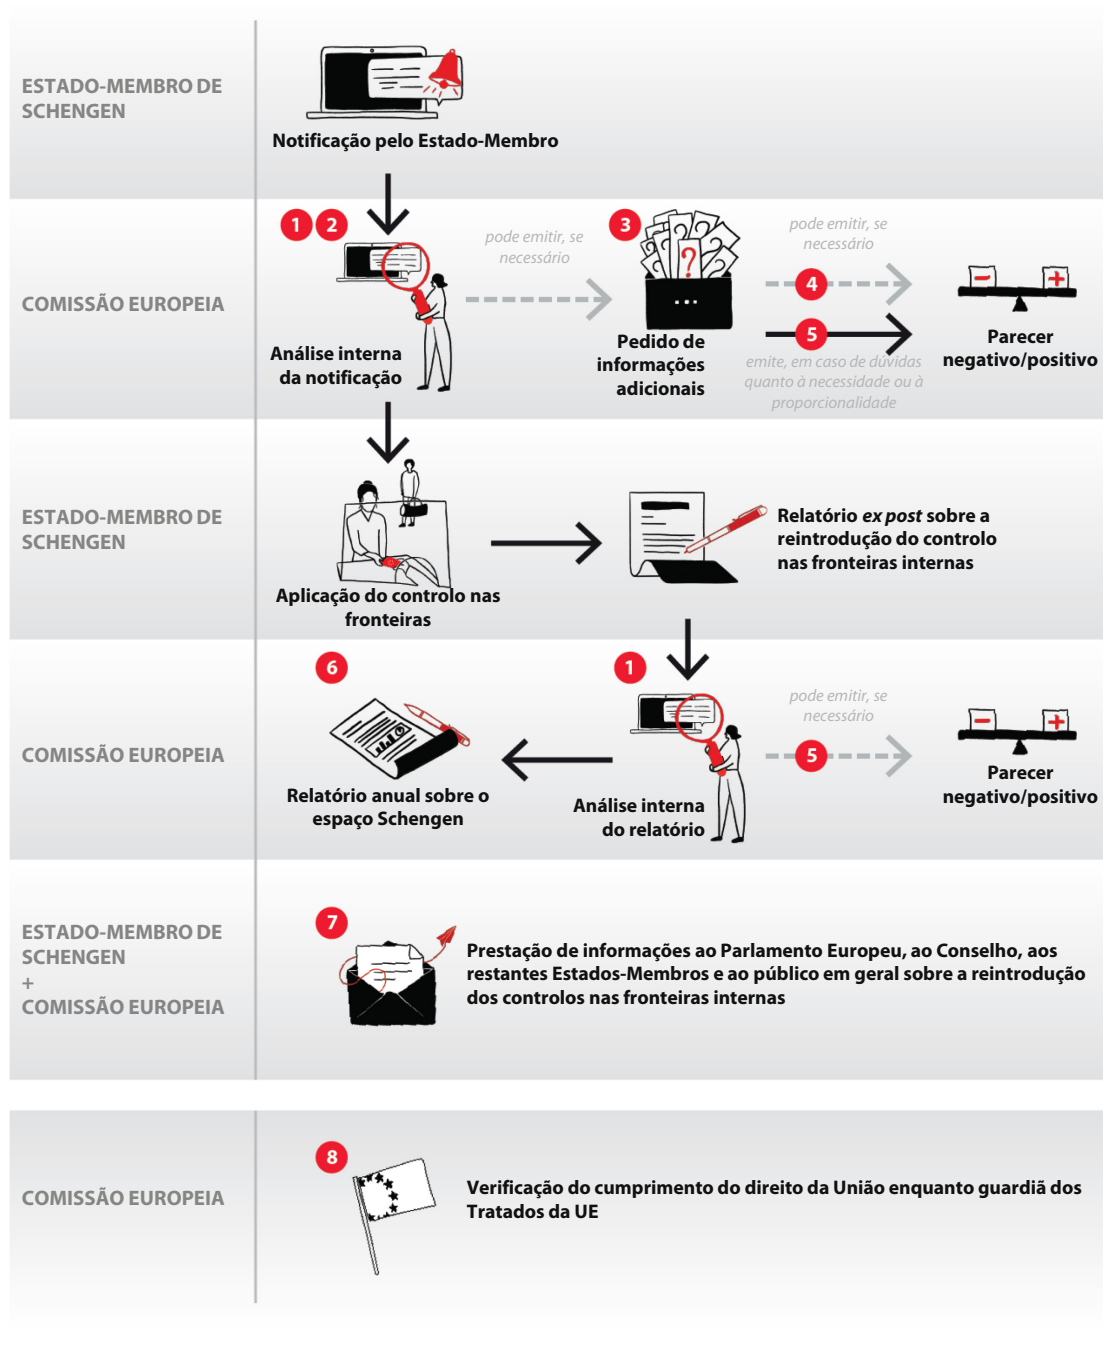 ESTADO-MEMBRO DE
SCHENGEN
Notificação pelo Estado-Membro
COMISSÃO EUROPEIA
1
2
Análise interna
da notificação
pode emitir, se
necessário
3
?
...
Pedido de
informações
adicionais
pode emitir, se
necessário
4
5
emite, em caso de dúvidas
quanto à necessidade ou à
proporcionalidade
- +
Parecer
negativo/positivo
ESTADO-MEMBRO DE
SCHENGEN
Aplicação do controlo nas
fronteiras
Relatório ex post sobre a
reintrodução do controlo
nas fronteiras internas
COMISSÃO EUROPEIA
6
Relatório anual sobre o
espaço Schengen
1
Análise interna
do relatório
pode emitir, se
necessário
5
- +
Parecer
negativo/positivo
ESTADO-MEMBRO DE
SCHENGEN
+
COMISSÃO EUROPEIA
7
Prestação de informações ao Parlamento Europeu, ao Conselho, aos
restantes Estados-Membros e ao público em geral sobre a reintrodução
dos controlos nas fronteiras internas
COMISSÃO EUROPEIA
8
Verificação do cumprimento do direito da União enquanto guardiã dos
Tratados da UE